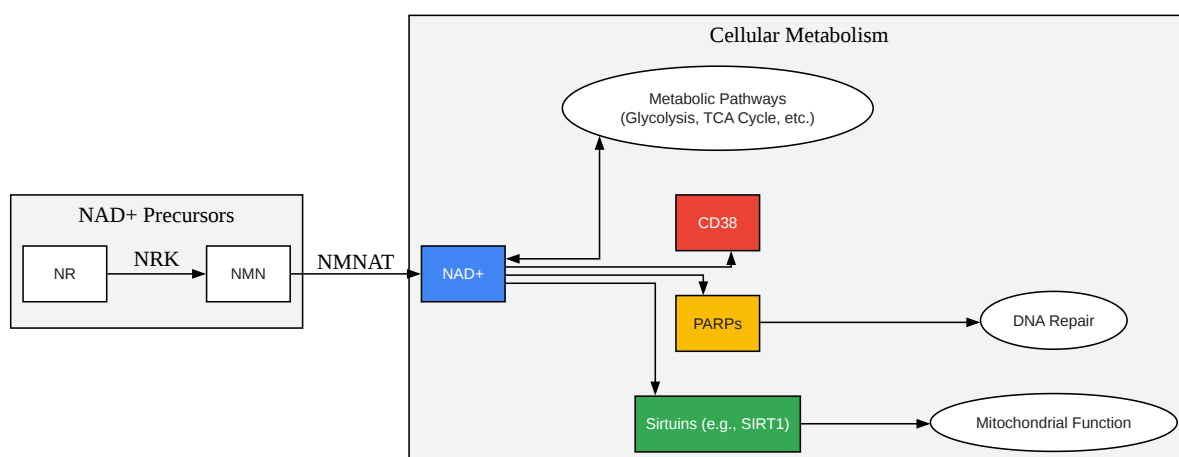 Cellular Metabolism
Metabolic Pathways
(Glycolysis, TCA Cycle, etc.)
NAD+ Precursors
NR
NRK
NMN
NMNAT
NAD+
CD38
PARPs
DNA Repair
Sirtuins (e.g., SIRT1)
Mitochondrial Function